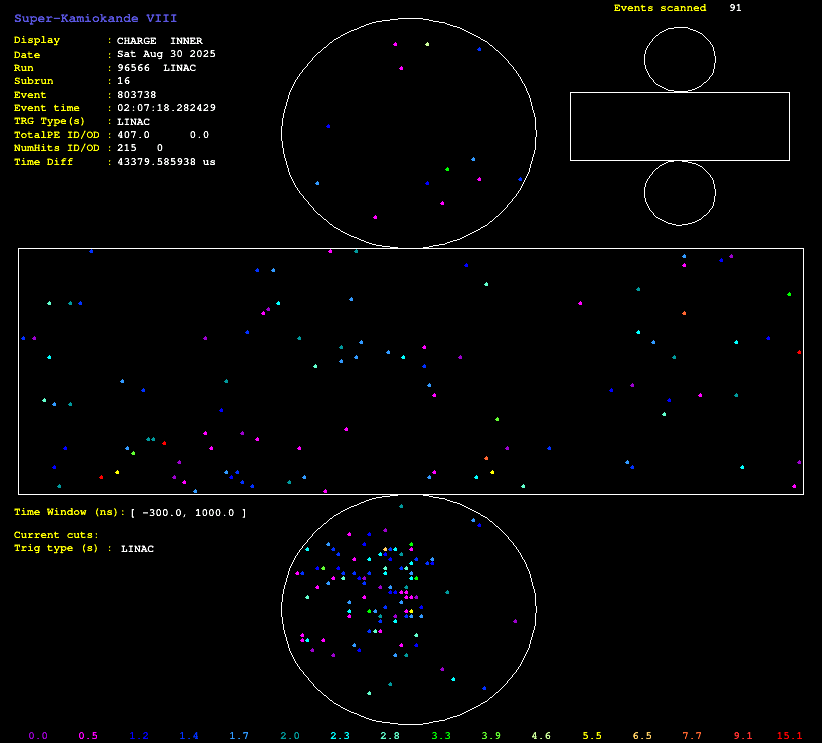 Super-Kamiokande VIII
Events scanned 91
Display : CHARGE INNER
Date : Sat Aug 30 2025
Run : 96566 LINAC
Subrun : 16
Event : 803738
Event time : 02:07:18.282429
TRG Type(s) : LINAC
TotalPE ID/OD : 407.0 0.0
NumHits ID/OD : 215 0
Time Diff : 43379.585938 us
Time Window (ns): [ -300.0, 1000.0 ]
Current cuts:
Trig type (s) : LINAC
0.0 0.5 1.2 1.4 1.7 2.0 2.3 2.8 3.3 3.9 4.6 5.5 6.5 7.7 9.1 15.1